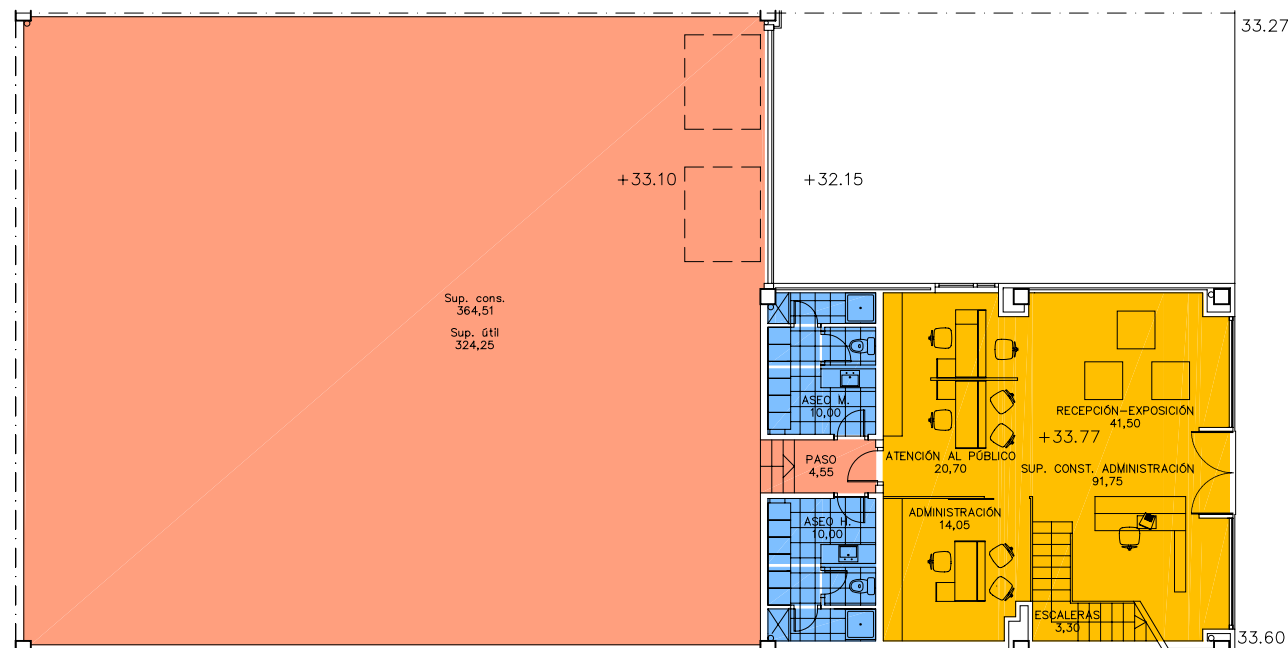 33.27
+33.10
+32.15
Sup. cons.
364,51
Sup. útil
324,25
ASEO M.
10,00
RECEPCIÓN-EXPOSICIÓN
41,50
+33.77
PASO
4,55
ATENCIÓN AL PÚBLICO
20,70
SUP. CONST. ADMINISTRACIÓN
91,75
ASEO H.
10,00
ADMINISTRACIÓN
14,05
ESCALERAS
3,30
33.60